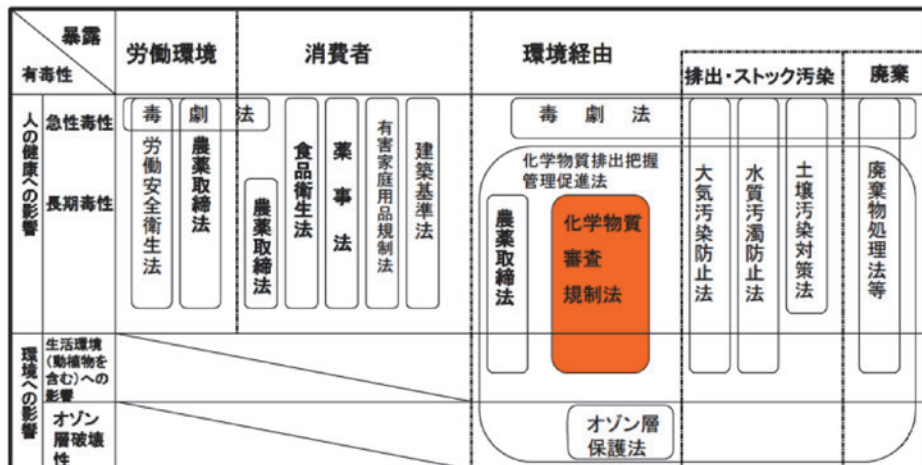 暴露
有毒性
労働環境
消費者
環境経由
排出・ストック汚染
廃棄
人の健康への影響
急性毒性
長期毒性
毒劇法
労働安全衛生法
農薬取締法
農薬取締法
食品衛生法
薬事法
有害家庭用品規制法
建築基準法
毒劇法
化学物質排出把握
管理促進法
農薬取締法
化学物質
審査
規制法
大気汚染防止法
水質汚濁防止法
土壌汚染対策法
廃棄物処理法等
環境への影響
生活環境
(動植物を
含む)への
影響
オゾン
層破壊
性
オゾン層
保護法